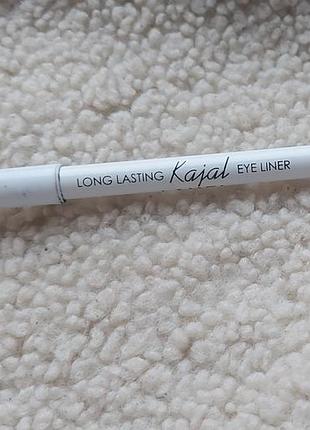 LONG LASTING Kajal EYE LINER